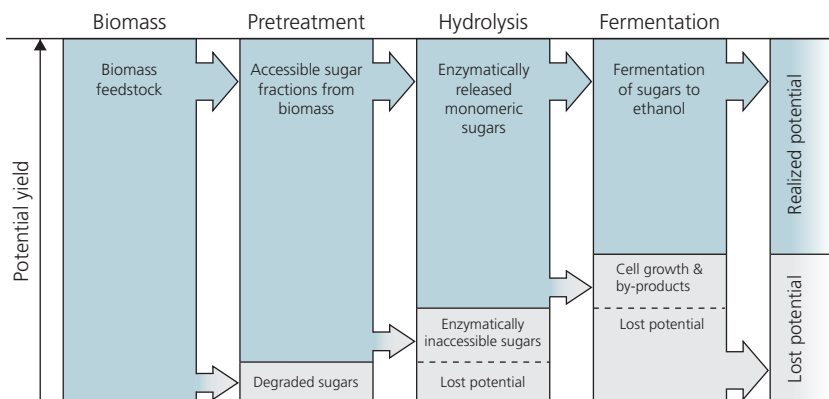 Biomass
Pretreatment
Hydrolysis
Fermentation
Potential yield
Biomass
feedstock
Accessible sugar
fractions from
biomass
Enzymatically
released
monomeric
sugars
Fermentation
of sugars to
ethanol
Realized potential
Cell growth &
by-products
Lost potential
Enzymatically
inaccessible sugars
Lost potential
Degraded sugars
Lost potential